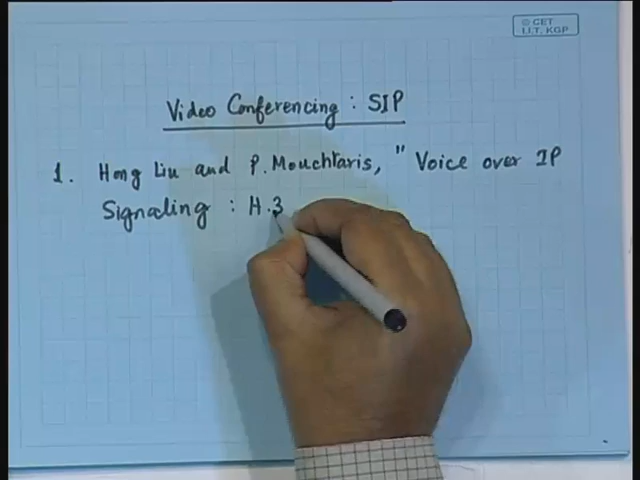 © CET
I.I.T. KGP
Video Conferencing : SIP
1. Hong Liu and P. Mouchtaris, " Voice over IP
Signaling : H.3